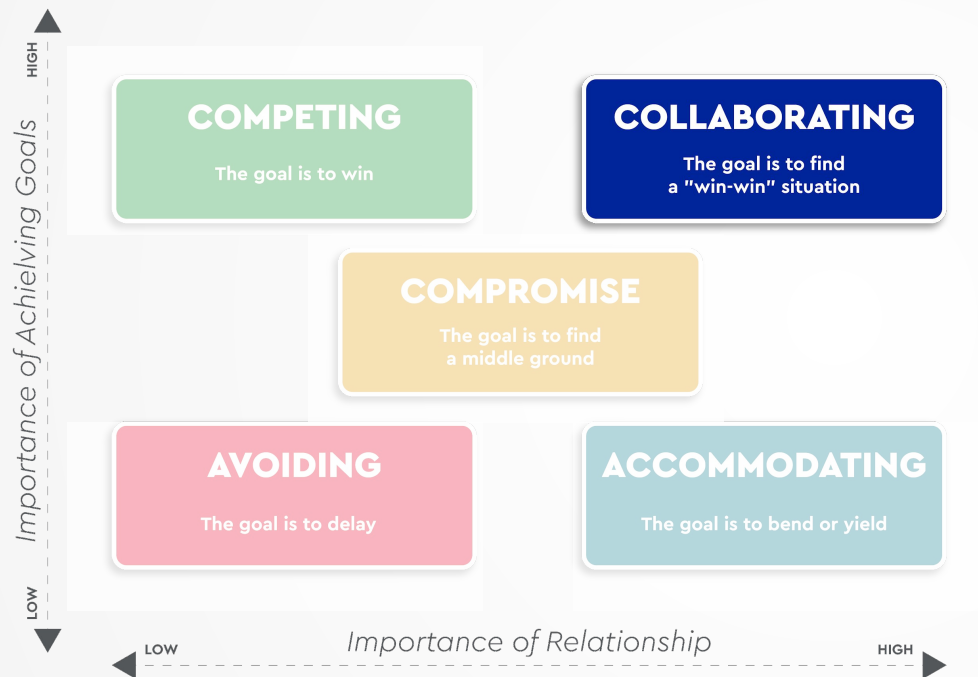 HIGH
Importance of Achielving Goals
LOW
COMPETING
The goal is to win
COLLABORATING
The goal is to find
a "win-win" situation
COMPROMISE
The goal is to find
a middle ground
AVOIDING
The goal is to delay
ACCOMMODATING
The goal is to bend or yield
LOW
Importance of Relationship
HIGH